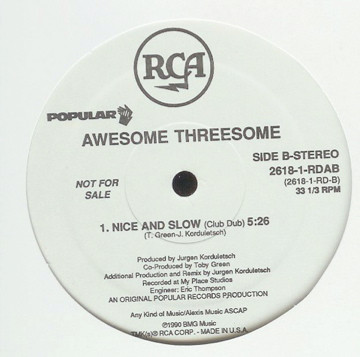 RCA
POPULAR
AWESOME THREESOME
SIDE B-STEREO
2618-1-RDAB
(2618-1-RD-B)
33 1/3 RPM
NOT FOR
SALE
1. NICE AND SLOW (Club Dub) 5:26
(T. Green-J. Korduletsch)
Produced by Jurgen Korduletsch
Co-Produced by Toby Green
Additional Production and Remix by Jurgen Korduletsch
Recorded at My Place Studios
Engineer: Eric Thompson
AN ORIGINAL POPULAR RECORDS PRODUCTION
Any Kind of Music/Alexis Music ASCAP
℗1990 BMG Music
TMK(s)® RCA CORP. - MADE IN U.S.A.